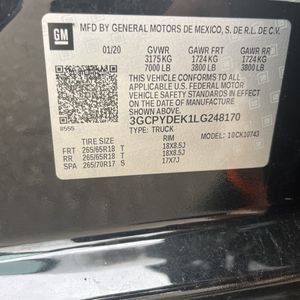 GM
MFD BY GENERAL MOTORS DE MEXICO, S. DE R.L. DE C.V.
01/20 GVWR GAWR FRT GAWR RR
3175 KG 1724 KG 1724 KG
7000 LB 3800 LB 3800 LB
THIS VEHICLE CONFORMS TO ALL
APPLICABLE U.S. FEDERAL MOTOR
VEHICLE SAFETY STANDARDS IN
EFFECT ON THE DATE OF
MANUFACTURE SHOWN ABOVE.
3GCPYDEK1LG248170
TYPE: TRUCK MODEL: 10CK10743
TIRE SIZE RIM
FRT 265/65R18 T 18X8.5J
RR 265/65R18 T 18X8.5J
SPA 265/70R17 S 17X7J